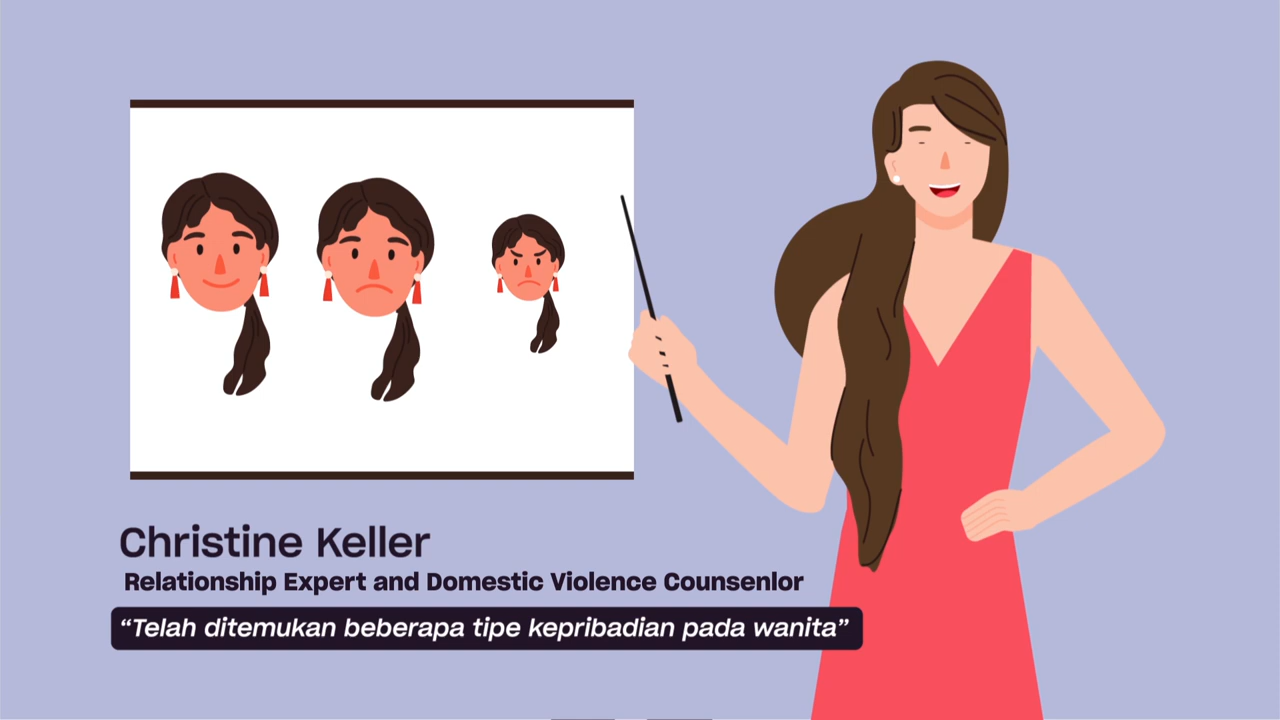 Christine Keller
Relationship Expert and Domestic Violence Counsenlor
“Telah ditemukan beberapa tipe kepribadian pada wanita”